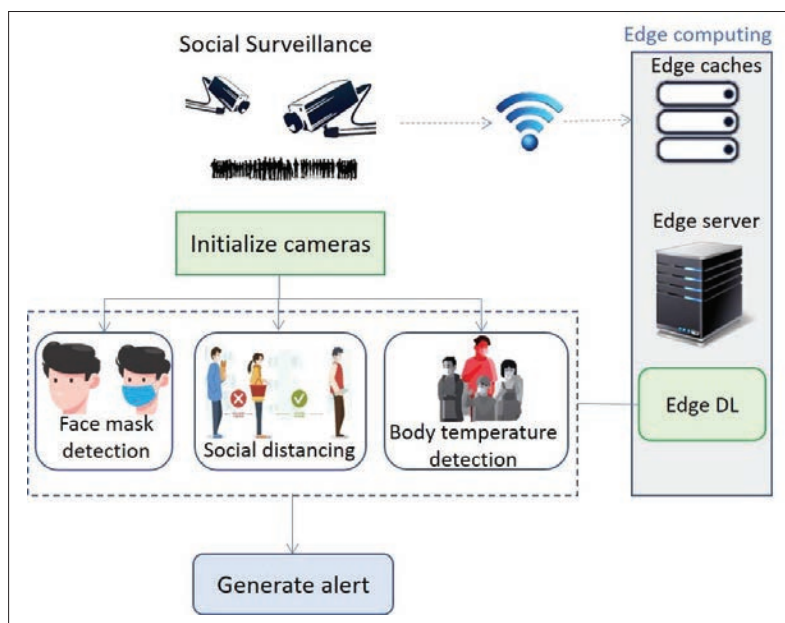 Social Surveillance
Edge computing
Edge caches
Edge server
Initialize cameras
Face mask
detection
Social distancing
Body temperature
detection
Edge DL
Generate alert